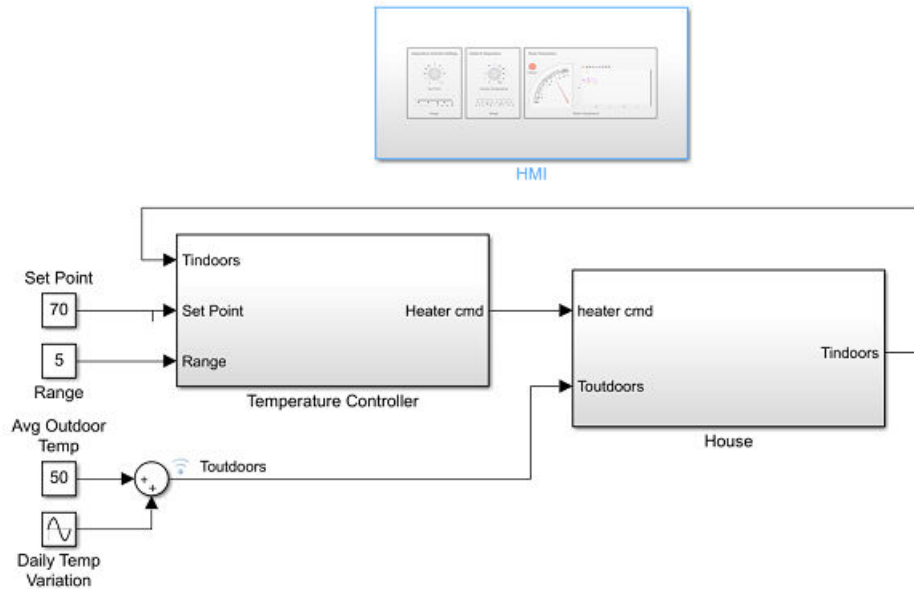 HMI
Tindoors
Set Point
70
Set Point
Heater cmd
heater cmd
5
Range
Range
Tindoors
Temperature Controller
Toutdoors
House
Avg Outdoor
Temp
50
+
+
Toutdoors
Daily Temp
Variation